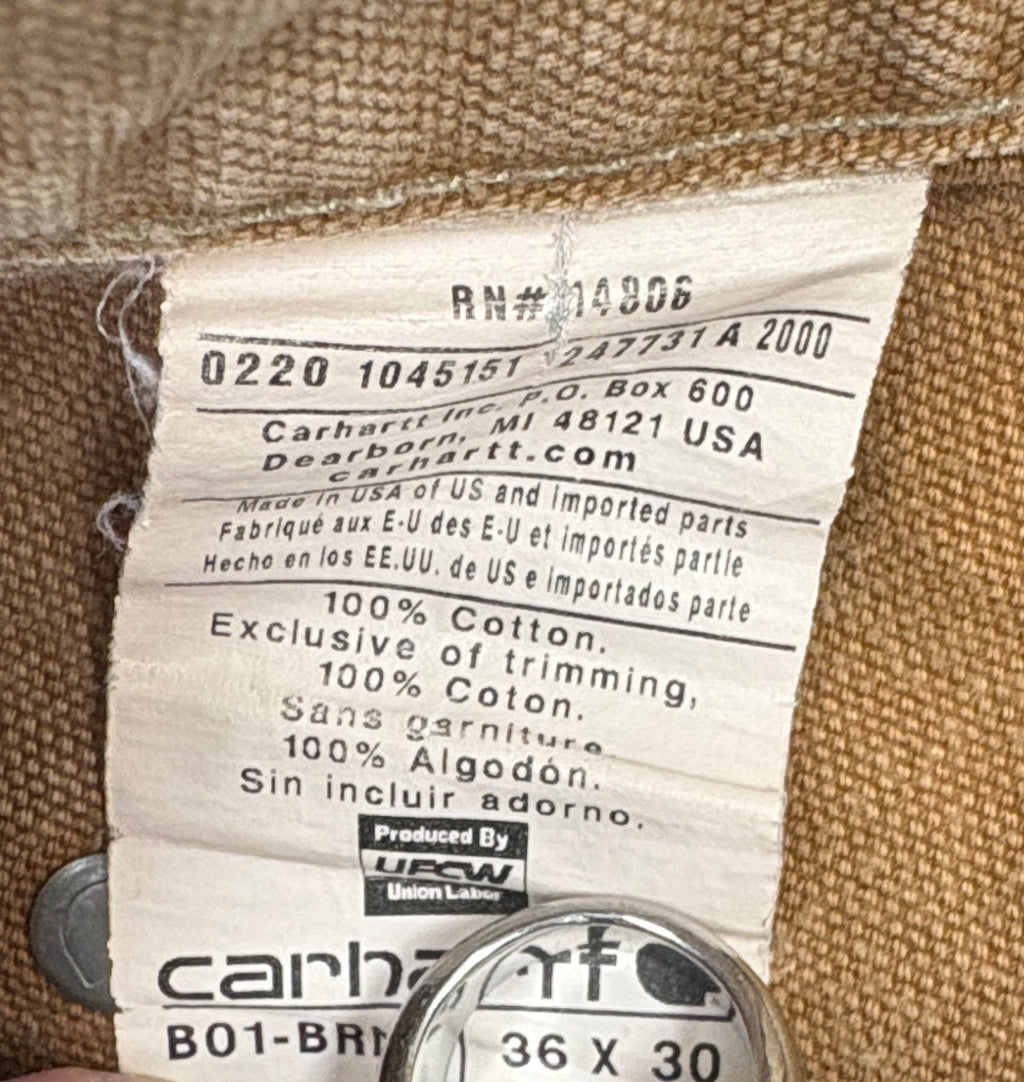 RN# 14806
0220 1045151 247731 A 2000
Carhartt Inc. P.O. Box 600
Dearborn, MI 48121 USA
carhartt.com
Made in USA of US and imported parts
Fabriqué aux E-U des E-U et importés partie
Hecho en los EE.UU. de US e importados parte
100% Cotton.
Exclusive of trimming,
100% Coton.
Sans garniture.
100% Algodón.
Sin incluir adorno.
Produced By
UFCW
Union Labor
carhartt
B01-BRN 36 X 30